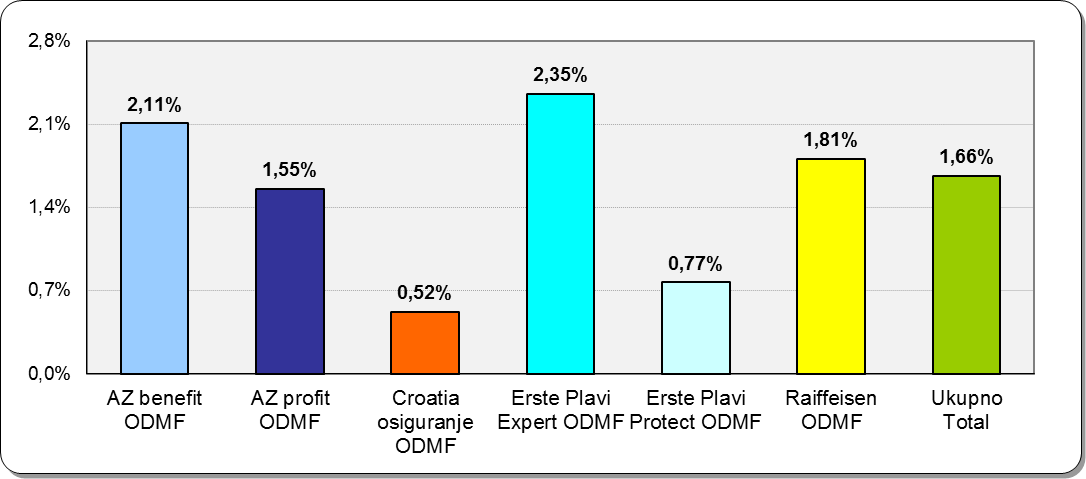 2,8%
2,1%
1,4%
0,7%
0,0%
2,11%
1,55%
0,52%
2,35%
0,77%
1,81%
1,66%
AZ benefit
ODMF
AZ profit
ODMF
Croatia
osiguranje
ODMF
Erste Plavi
Expert ODMF
Erste Plavi
Protect ODMF
Raiffeisen
ODMF
Ukupno
Total